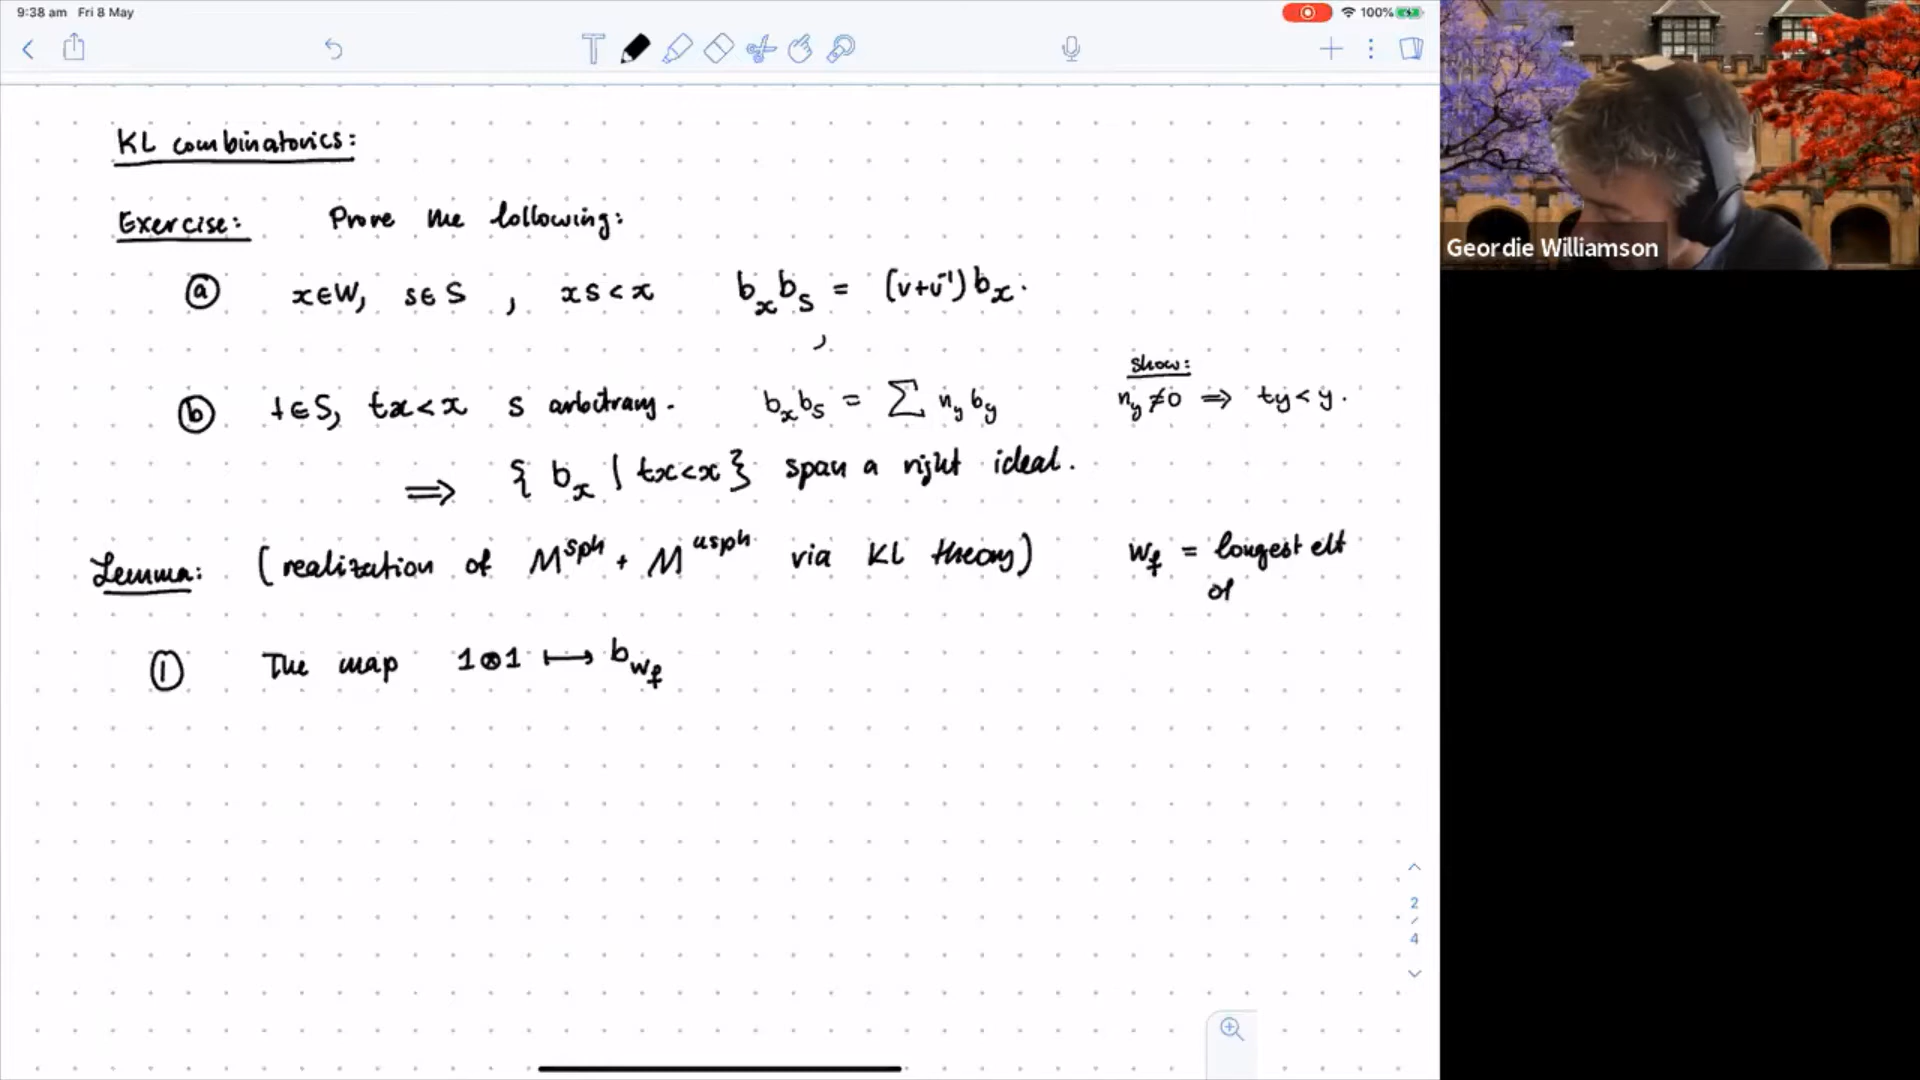 9:38 am Fri 8 May
100%
KL combinatorics:
Exercise: Prove the following:
ⓐ x∈W, s∈S, xs<x b_x b_s = (v+v⁻¹) b_x.
Show:
ⓑ t∈S, tx<x s arbitrary. b_x b_s = ∑ n_y b_y n_y ≠ 0 ⇒ ty<y.
⟹ { b_x | tx<x } span a right ideal.
Lemma: (realization of M^sph + M^asph via KL theory) w_f = longest elt
of
① The map 1⊗1 ↦ b_{w_f}
2
/
4
Geordie Williamson